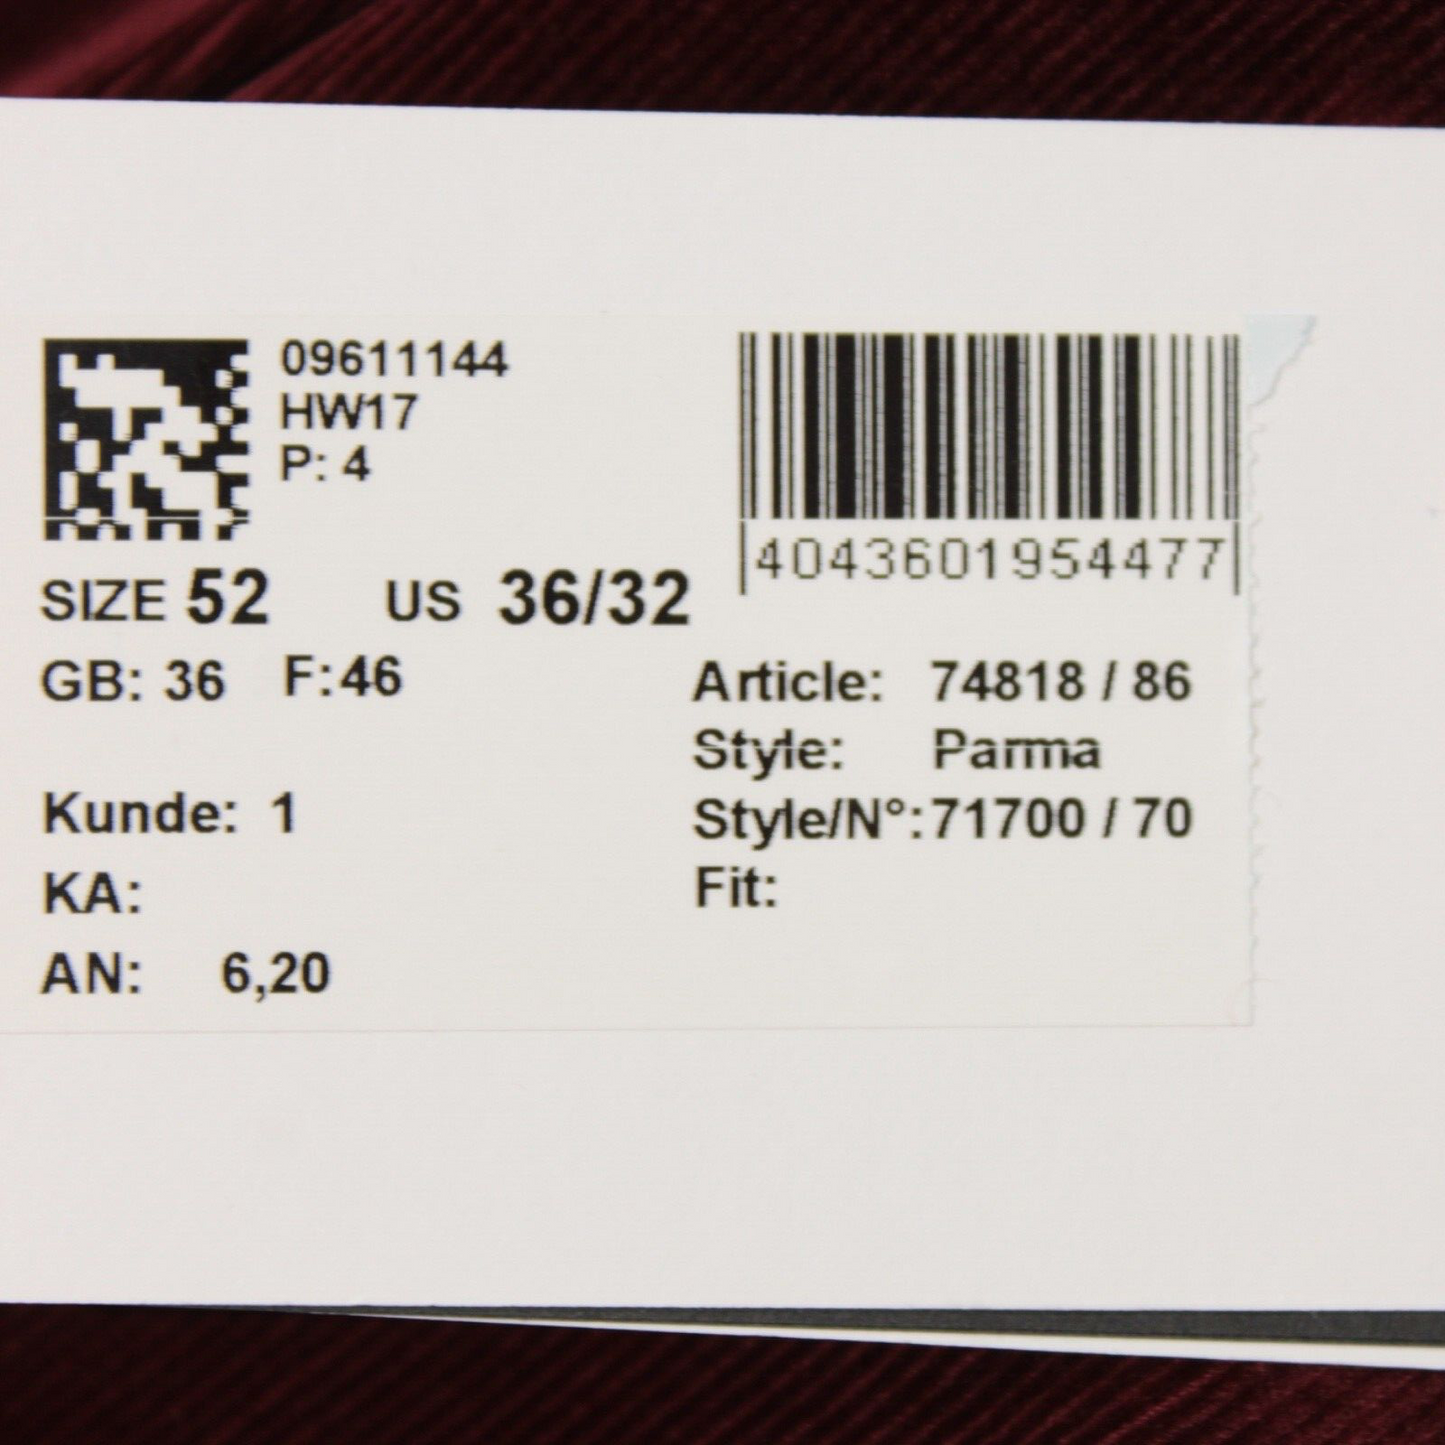 09611144
HW17
P: 4
4043601954477
SIZE 52 US 36/32
GB: 36 F:46
Article: 74818 / 86
Style: Parma
Style/N°:71700 / 70
Fit:
Kunde: 1
KA:
AN: 6,20